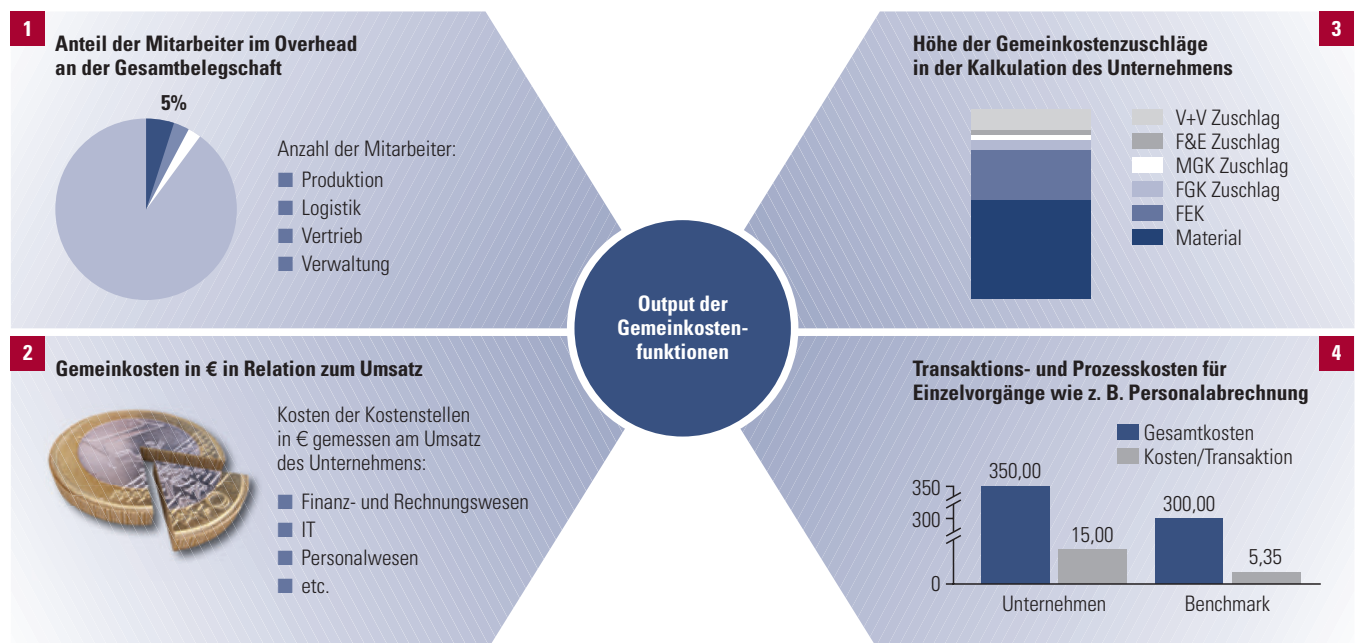 1
Anteil der Mitarbeiter im Overhead
an der Gesamtbelegschaft
5%
Anzahl der Mitarbeiter:
Produktion
Logistik
Vertrieb
Verwaltung
2
Gemeinkosten in € in Relation zum Umsatz
Kosten der Kostenstellen
in € gemessen am Umsatz
des Unternehmens:
Finanz- und Rechnungswesen
IT
Personalwesen
etc.
Output der
Gemeinkosten-
funktionen
3
Höhe der Gemeinkostenzuschläge
in der Kalkulation des Unternehmens
V+V Zuschlag
F&E Zuschlag
MGK Zuschlag
FGK Zuschlag
FEK
Material
4
Transaktions- und Prozesskosten für
Einzelvorgänge wie z. B. Personalabrechnung
Gesamtkosten
Kosten/Transaktion
350
300
0
350,00
15,00
300,00
5,35
Unternehmen
Benchmark